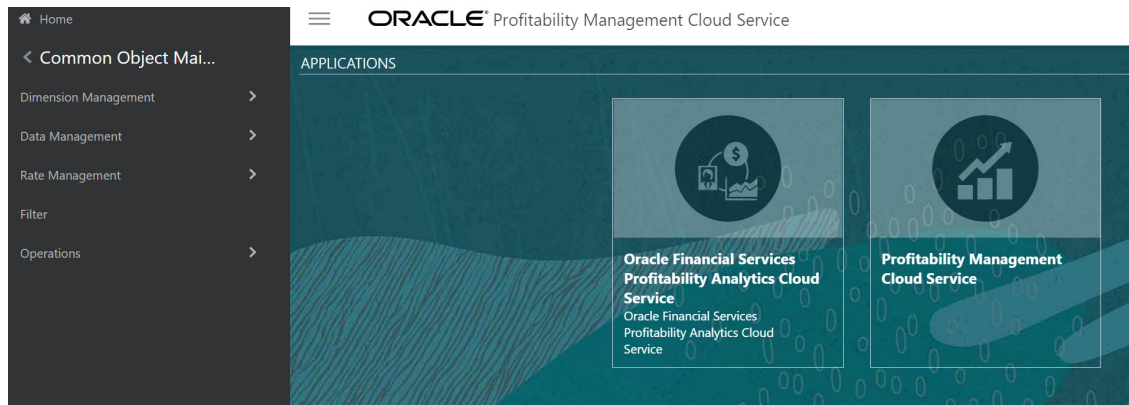 Home
Common Object Mai...
Dimension Management
Data Management
Rate Management
Filter
Operations
ORACLE® Profitability Management Cloud Service
APPLICATIONS
$
Oracle Financial Services
Profitability Analytics Cloud
Service
Oracle Financial Services
Profitability Analytics Cloud
Service
Profitability Management
Cloud Service